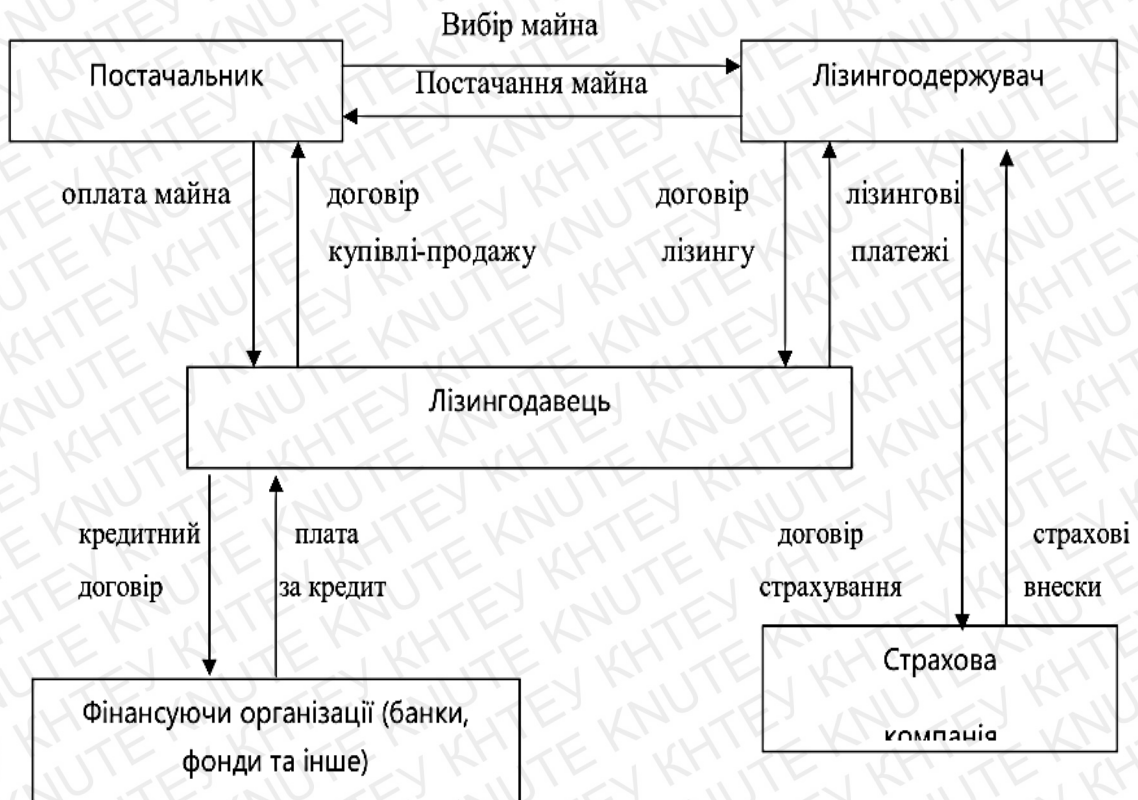 Вибір майна
Постачальник
Постачання майна
Лізингоодержувач
оплата майна
договір
купівлі-продажу
договір
лізингу
лізингові
платежі
Лізингодавець
кредитний
договір
плата
за кредит
договір
страхування
страхові
внески
Страхова
компанія
Фінансуючи організації (банки,
фонди та інше)